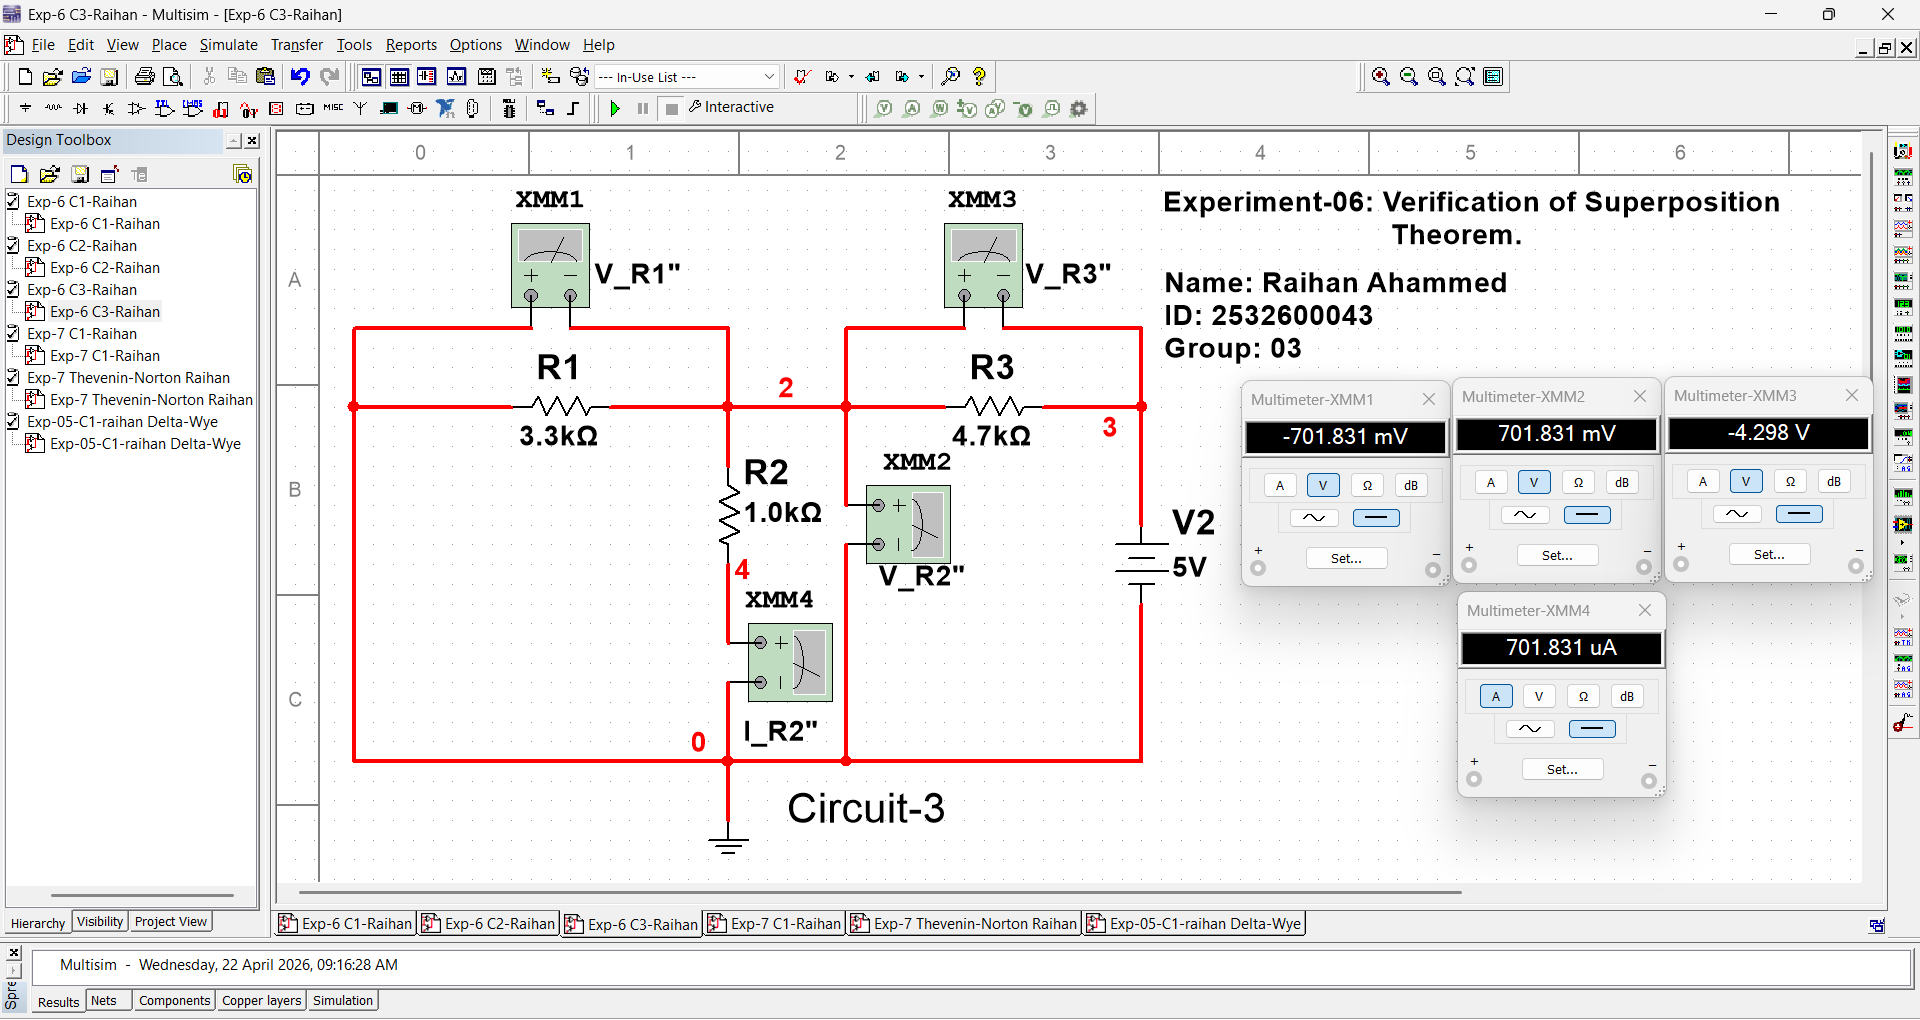 Exp-6 C3-Raihan - Multisim - [Exp-6 C3-Raihan]
File Edit View Place Simulate Transfer Tools Reports Options Window Help
--- In-Use List ---
MISC
Interactive
Design Toolbox
Exp-6 C1-Raihan
Exp-6 C1-Raihan
Exp-6 C2-Raihan
Exp-6 C2-Raihan
Exp-6 C3-Raihan
Exp-6 C3-Raihan
Exp-7 C1-Raihan
Exp-7 C1-Raihan
Exp-7 Thevenin-Norton Raihan
Exp-7 Thevenin-Norton Raihan
Exp-05-C1-raihan Delta-Wye
Exp-05-C1-raihan Delta-Wye
Hierarchy Visibility Project View
0 1 2 3 4 5 6
A
B
C
XMM1
V_R1"
XMM3
V_R3"
Experiment-06: Verification of Superposition
Theorem.
Name: Raihan Ahammed
ID: 2532600043
Group: 03
R1
3.3kΩ
2
R3
4.7kΩ
3
R2
1.0kΩ
XMM2
V_R2"
4
XMM4
I_R2"
0
V2
5V
Circuit-3
Multimeter-XMM1
-701.831 mV
A V Ω dB
+ Set... −
Multimeter-XMM2
701.831 mV
A V Ω dB
+ Set... −
Multimeter-XMM3
-4.298 V
A V Ω dB
+ Set... −
Multimeter-XMM4
701.831 uA
A V Ω dB
+ Set... −
Exp-6 C1-Raihan Exp-6 C2-Raihan Exp-6 C3-Raihan Exp-7 C1-Raihan Exp-7 Thevenin-Norton Raihan Exp-05-C1-raihan Delta-Wye
Multisim - Wednesday, 22 April 2026, 09:16:28 AM
Spre
Results Nets Components Copper layers Simulation